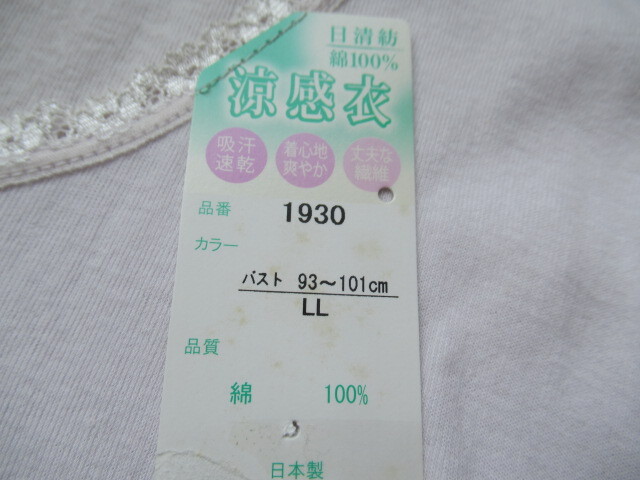 日清紡
綿100%
涼感衣
吸汗
速乾
着心地
爽やか
丈夫な
繊維
品番 1930
カラー
バスト 93～101cm
LL
品質
綿 100%
日本製